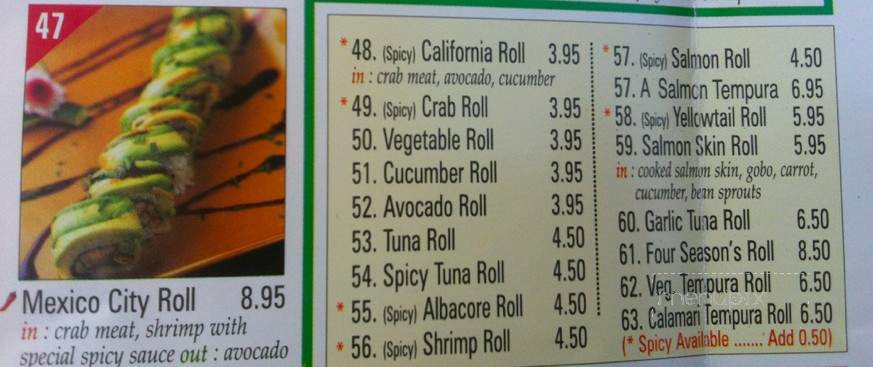 47
Mexico City Roll 8.95
in : crab meat, shrimp with
special spicy sauce out : avocado
* 48. (Spicy) California Roll 3.95
in : crab meat, avocado, cucumber
* 49. (Spicy) Crab Roll 3.95
50. Vegetable Roll 3.95
51. Cucumber Roll 3.95
52. Avocado Roll 3.95
53. Tuna Roll 4.50
54. Spicy Tuna Roll 4.50
* 55. (Spicy) Albacore Roll 4.50
* 56. (Spicy) Shrimp Roll 4.50
* 57. (Spicy) Salmon Roll 4.50
57. A Salmon Tempura 6.95
* 58. (Spicy) Yellowtail Roll 5.95
59. Salmon Skin Roll 5.95
in : cooked salmon skin, gobo, carrot,
cucumber, bean sprouts
60. Garlic Tuna Roll 6.50
61. Four Season's Roll 8.50
62. Veg. Tempura Roll 6.50
63. Calamari Tempura Roll 6.50
(* Spicy Available ....... Add 0.50)
menupix